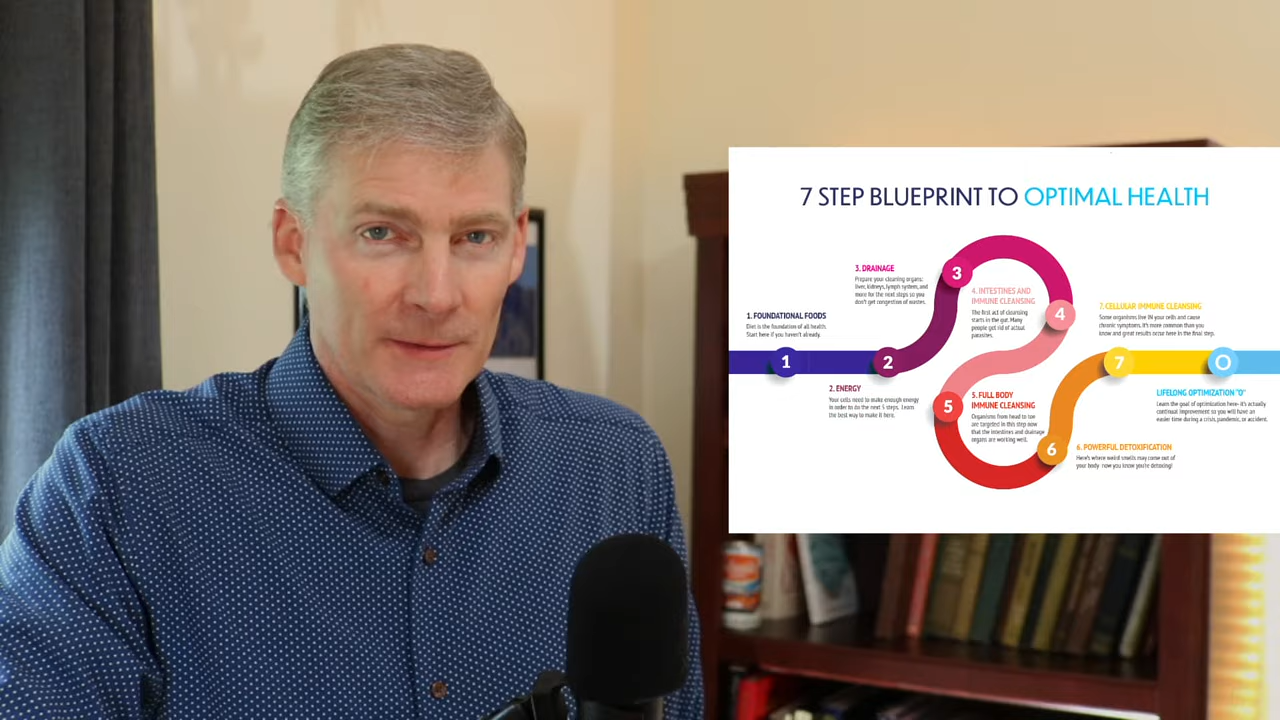 7 STEP BLUEPRINT TO OPTIMAL HEALTH
1. FOUNDATIONAL FOODS
Diet is the foundation of all health.
Start here if you haven't already.
2. ENERGY
Your cells need to make enough energy
in order to do the next 5 steps. Learn
the best way to make it here.
3. DRAINAGE
Prepare your cleaning organs:
liver, kidneys, lymph system, and
more for the next steps so you
don't get congestion of wastes.
4. INTESTINES AND
IMMUNE CLEANSING
The first act of cleansing
starts in the gut. Many
people get rid of actual
parasites.
5. FULL BODY
IMMUNE CLEANSING
Organisms from head to toe
are targeted in this step now
that the intestines and drainage
organs are working well.
6. POWERFUL DETOXIFICATION
Here's where weird smells may come out of
your body now you know you're detoxing!
7. CELLULAR IMMUNE CLEANSING
Some organisms live IN your cells and cause
chronic symptoms. It's more common than you
know and great results occur here in the final step.
LIFELONG OPTIMIZATION "O"
Learn the goal of optimization here- it's actually
continual improvement so you will have an
easier time during a crisis, pandemic, or accident.
1
2
3
4
5
6
7
O